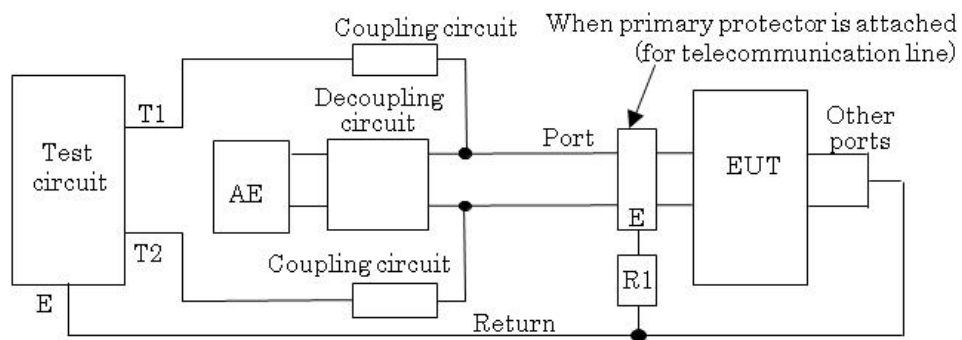 Coupling circuit
When primary protector is attached
(for telecommunication line)
T1
Decoupling
circuit
Port
Other
ports
Test
circuit
AE
EUT
E
T2
Coupling circuit
R1
E
Return